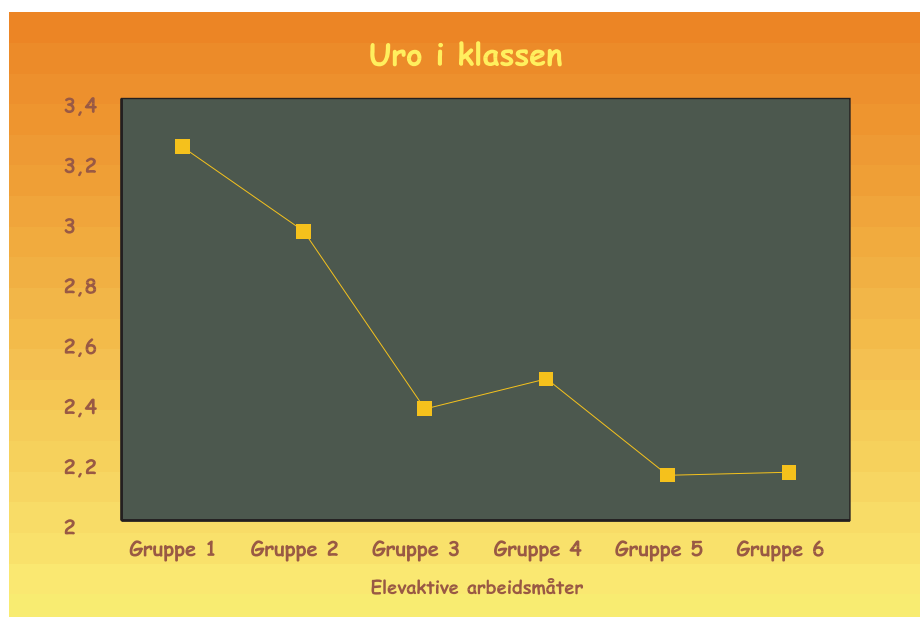 Uro i klassen
3,4
3,2
3
2,8
2,6
2,4
2,2
2
Gruppe 1 Gruppe 2 Gruppe 3 Gruppe 4 Gruppe 5 Gruppe 6
Elevaktive arbeidsmåter